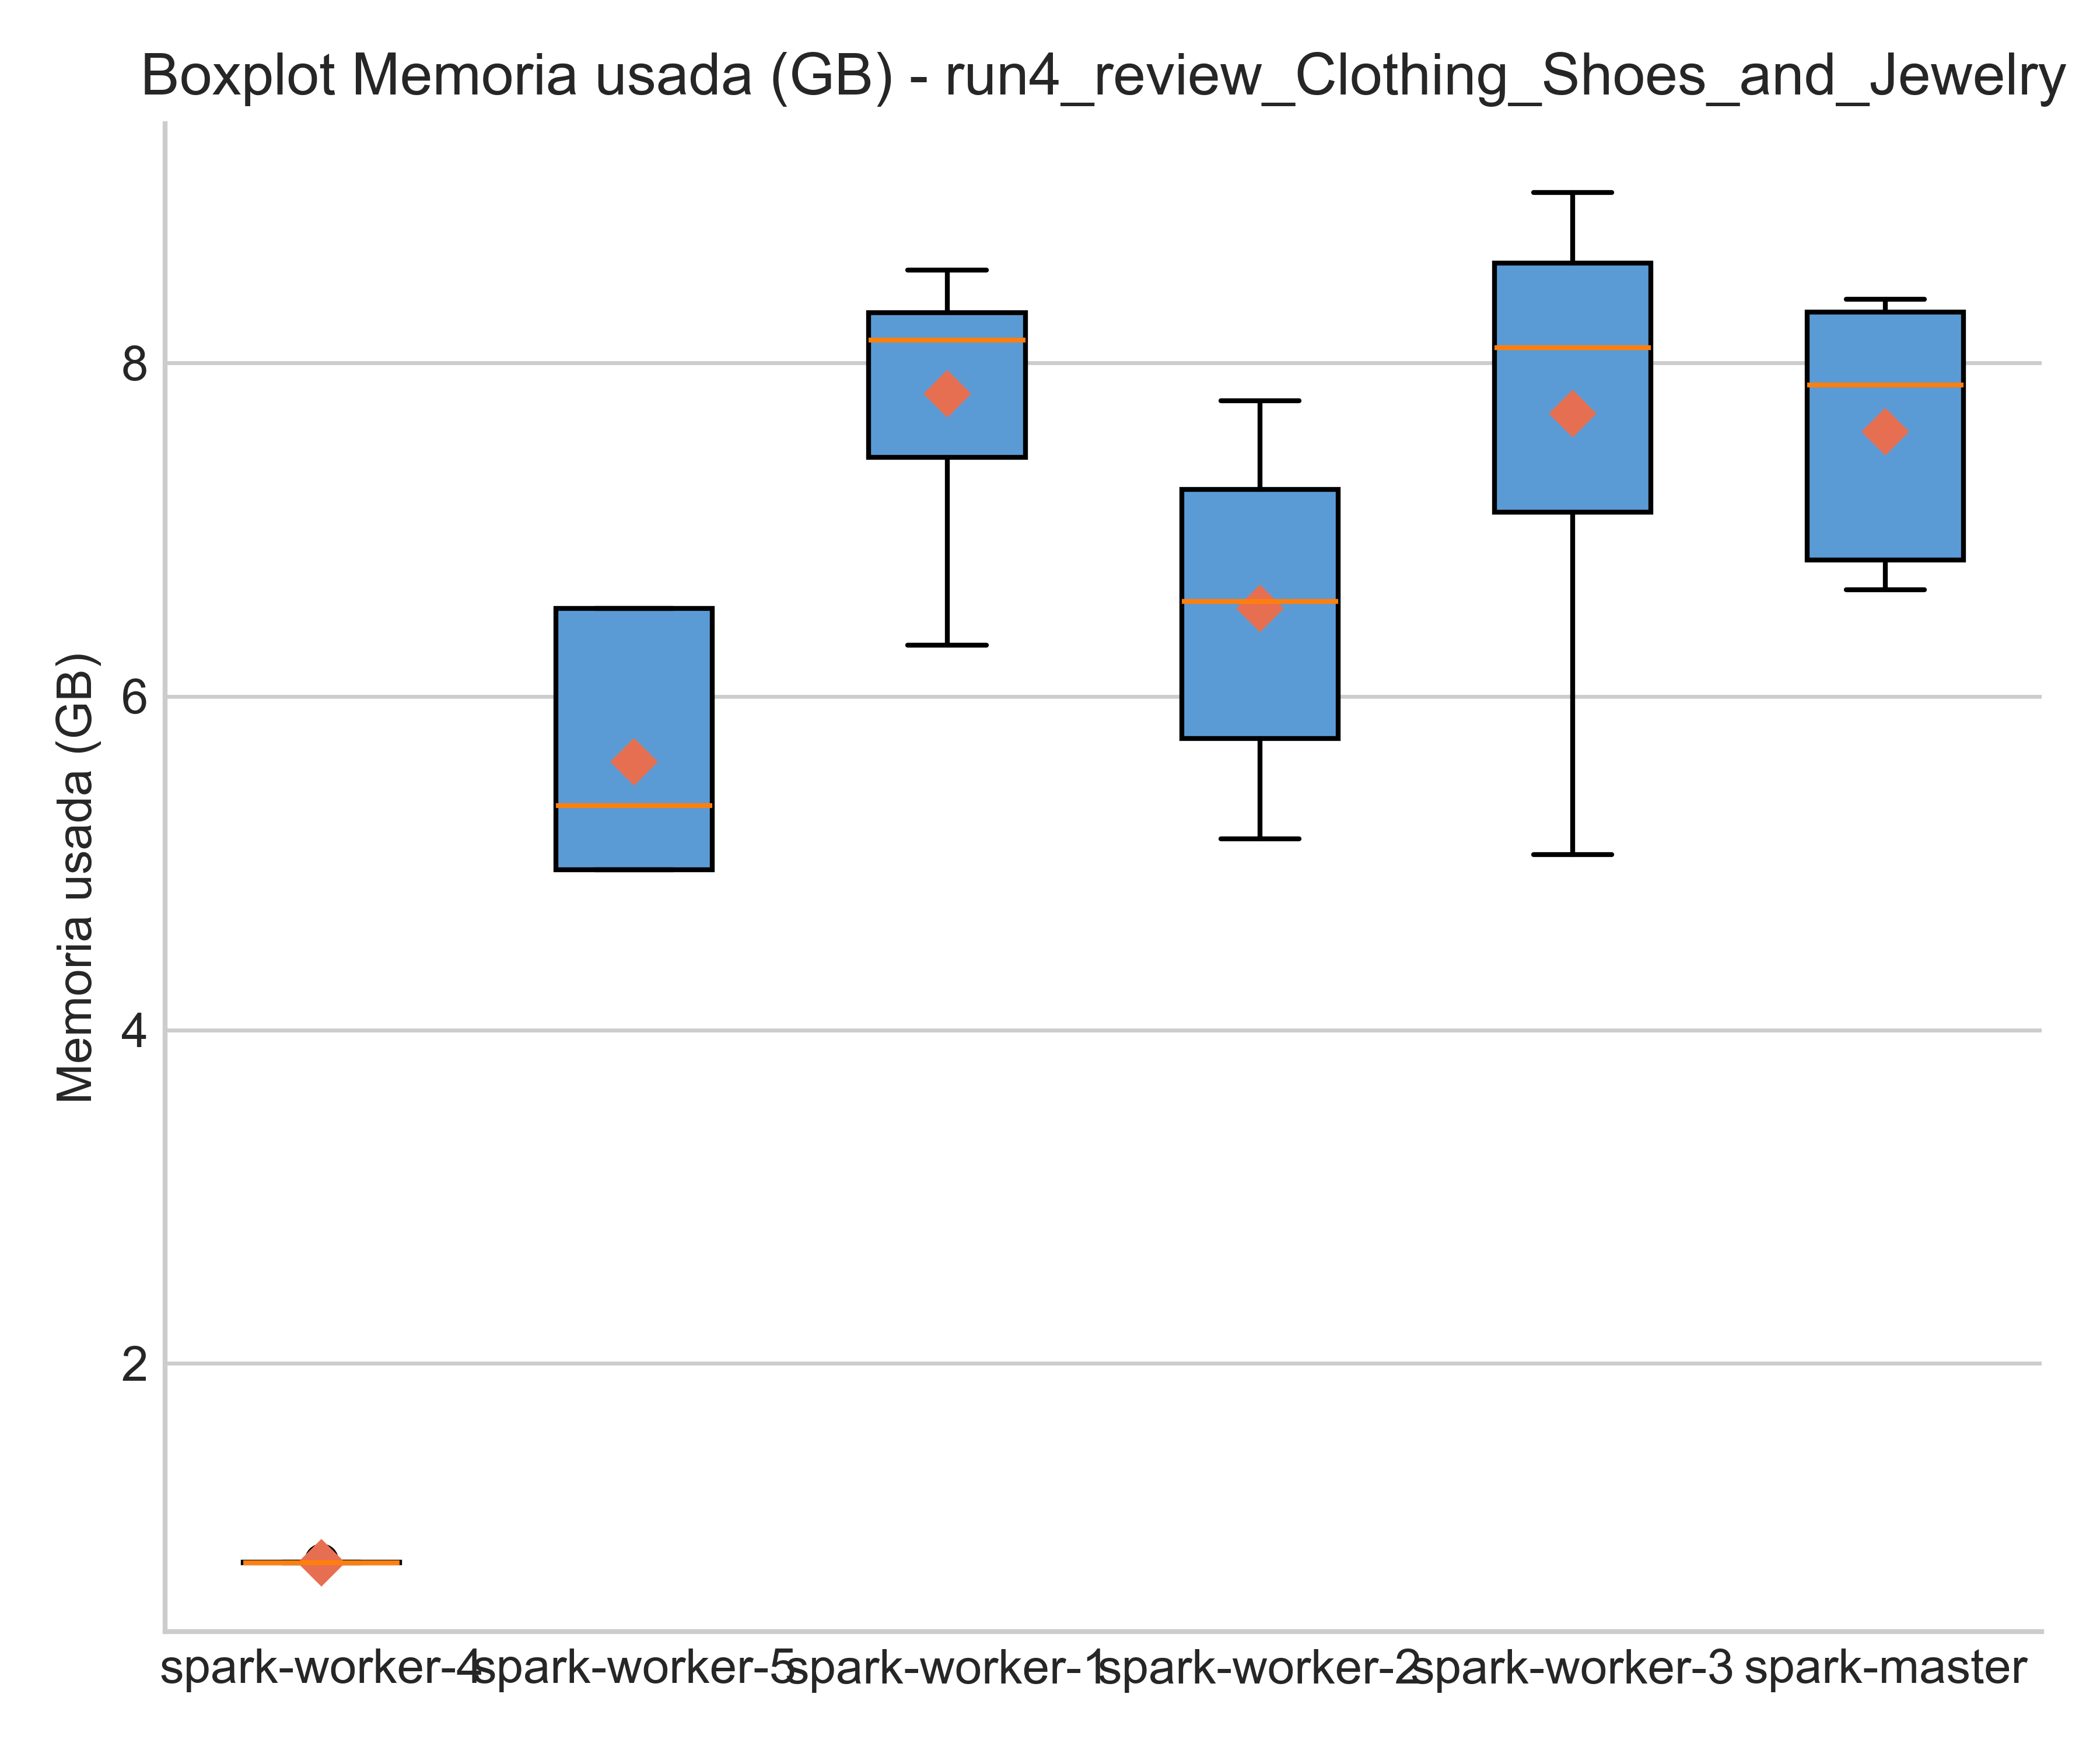 Boxplot Memoria usada (GB) - run4_review_Clothing_Shoes_and_Jewelry
Memoria usada (GB)
8
6
4
2
spark-worker-4 spark-worker-5 spark-worker-1 spark-worker-2 spark-worker-3 spark-master